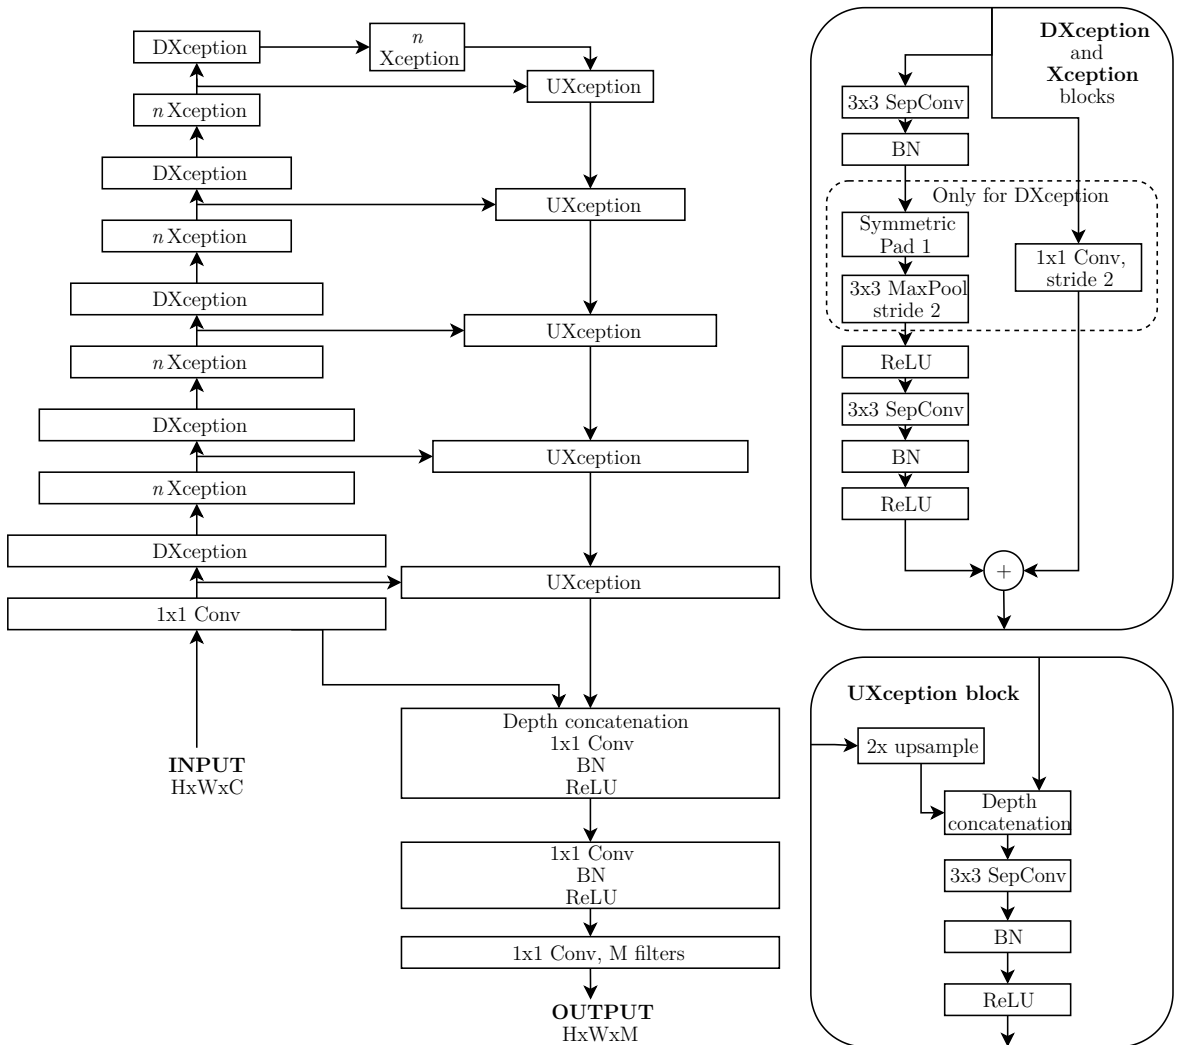 DXception
n
Xception
UXception
n Xception
DXception
UXception
n Xception
DXception
UXception
n Xception
DXception
UXception
n Xception
DXception
UXception
1x1 Conv
INPUT
HxWxC
Depth concatenation
1x1 Conv
BN
ReLU
1x1 Conv
BN
ReLU
1x1 Conv, M filters
OUTPUT
HxWxM
DXception
and
Xception
blocks
3x3 SepConv
BN
Only for DXception
Symmetric
Pad 1
1x1 Conv,
stride 2
3x3 MaxPool
stride 2
ReLU
3x3 SepConv
BN
ReLU
+
UXception block
2x upsample
Depth
concatenation
3x3 SepConv
BN
ReLU